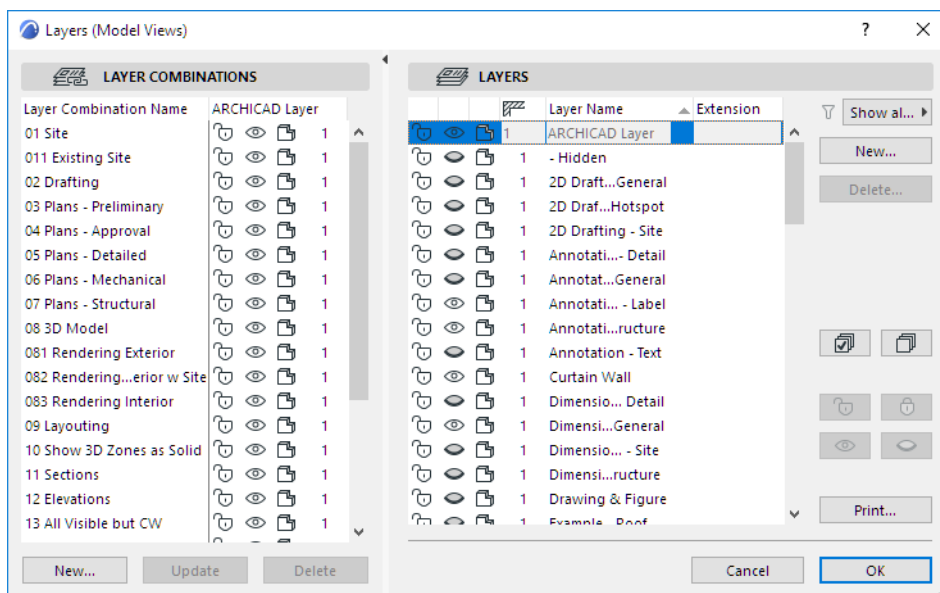 Layers (Model Views)
? ×
LAYER COMBINATIONS
Layer Combination Name ARCHICAD Layer
01 Site 1
011 Existing Site 1
02 Drafting 1
03 Plans - Preliminary 1
04 Plans - Approval 1
05 Plans - Detailed 1
06 Plans - Mechanical 1
07 Plans - Structural 1
08 3D Model 1
081 Rendering Exterior 1
082 Rendering...erior w Site 1
083 Rendering Interior 1
09 Layouting 1
10 Show 3D Zones as Solid 1
11 Sections 1
12 Elevations 1
13 All Visible but CW 1
New... Update Delete
LAYERS
Layer Name Extension
1 ARCHICAD Layer
1 - Hidden
1 2D Draft...General
1 2D Draf...Hotspot
1 2D Drafting - Site
1 Annotati...- Detail
1 Annotat...General
1 Annotati... - Label
1 Annotati...ructure
1 Annotation - Text
1 Curtain Wall
1 Dimensio... Detail
1 Dimensi...General
1 Dimensio... - Site
1 Dimensi...ructure
1 Drawing & Figure
1 Example...Roof
Show al...
New...
Delete...
Print...
Cancel OK